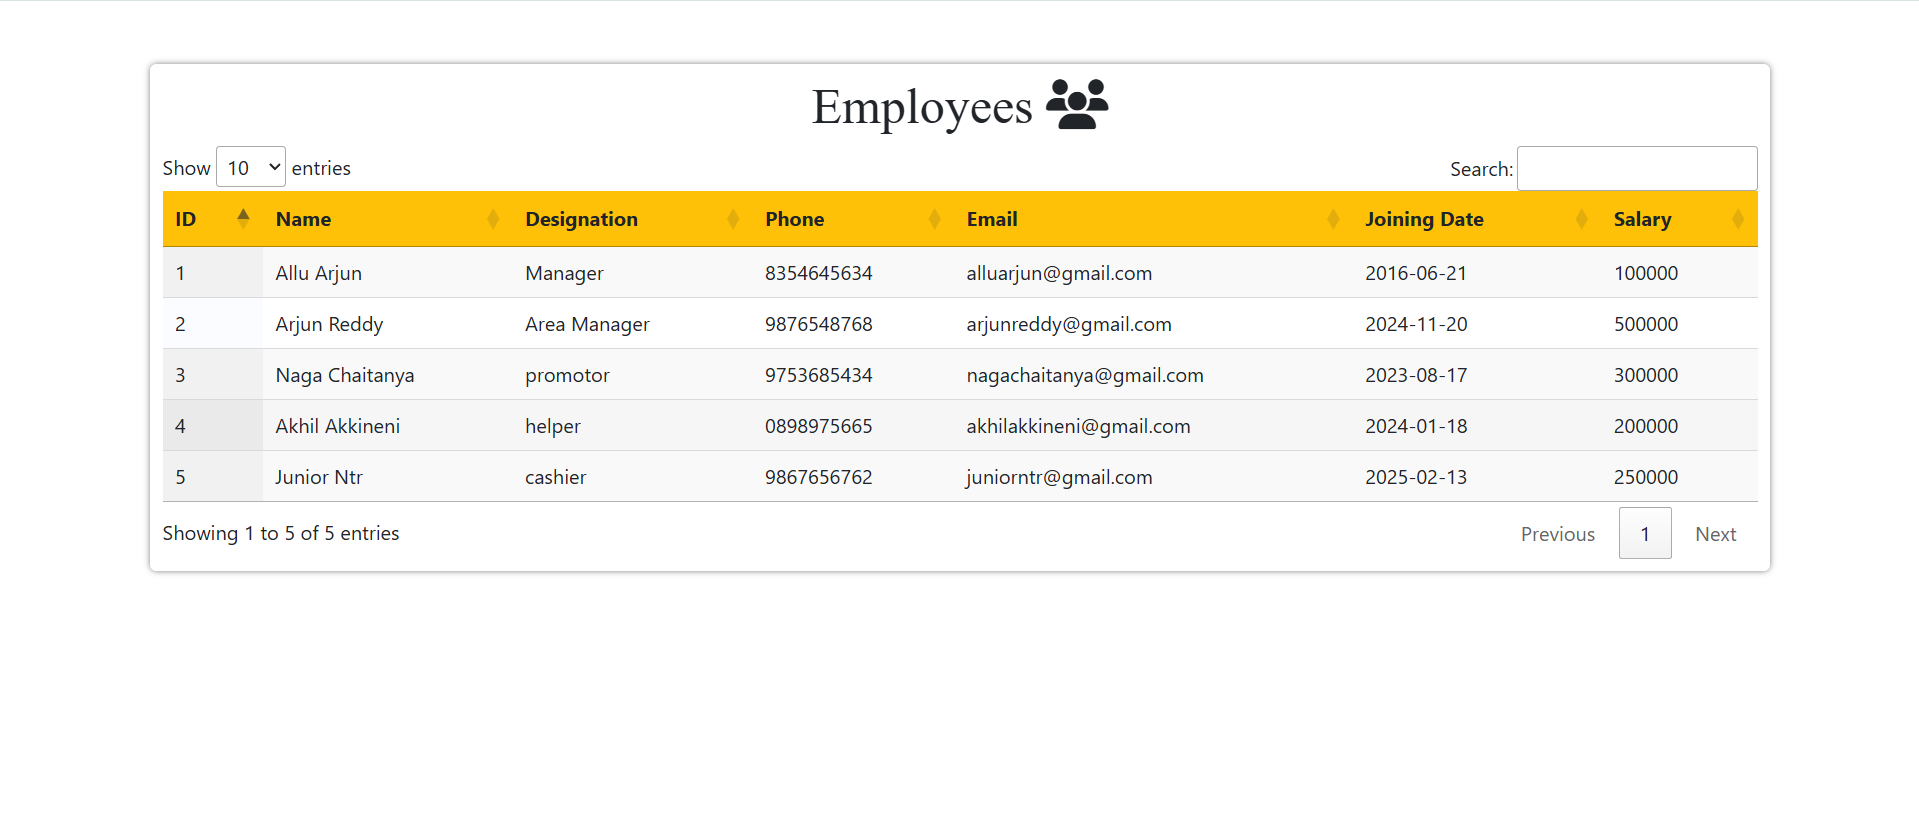 Employees
Show 10 entries Search:
ID Name Designation Phone Email Joining Date Salary
1 Allu Arjun Manager 8354645634 alluarjun@gmail.com 2016-06-21 100000
2 Arjun Reddy Area Manager 9876548768 arjunreddy@gmail.com 2024-11-20 500000
3 Naga Chaitanya promotor 9753685434 nagachaitanya@gmail.com 2023-08-17 300000
4 Akhil Akkineni helper 0898975665 akhilakkineni@gmail.com 2024-01-18 200000
5 Junior Ntr cashier 9867656762 juniorntr@gmail.com 2025-02-13 250000
Showing 1 to 5 of 5 entries Previous 1 Next